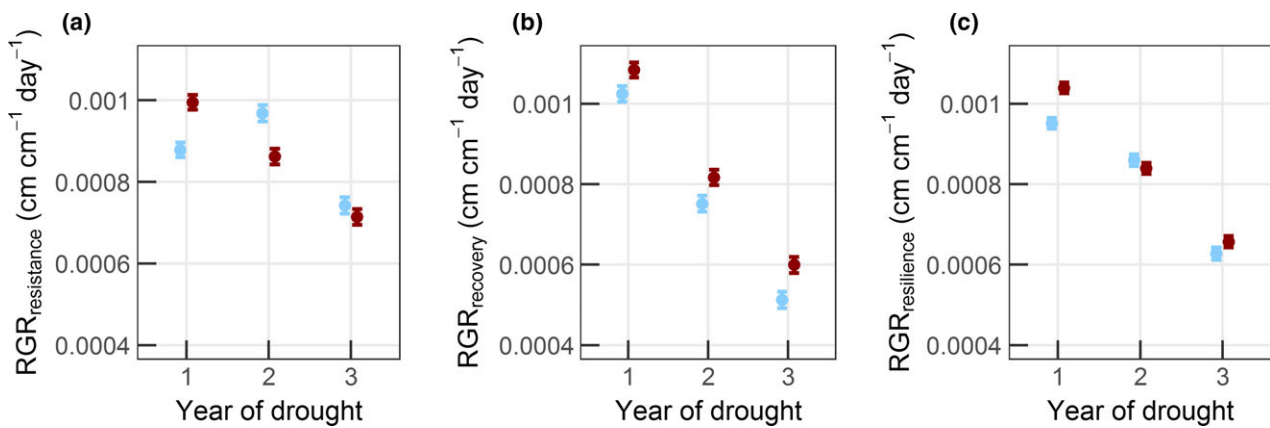 (a)
RGRresistance (cm cm−1 day−1)
0.001
0.0008
0.0006
0.0004
1 2 3
Year of drought
(b)
RGRrecovery (cm cm−1 day−1)
0.001
0.0008
0.0006
0.0004
1 2 3
Year of drought
(c)
RGRresilience (cm cm−1 day−1)
0.001
0.0008
0.0006
0.0004
1 2 3
Year of drought